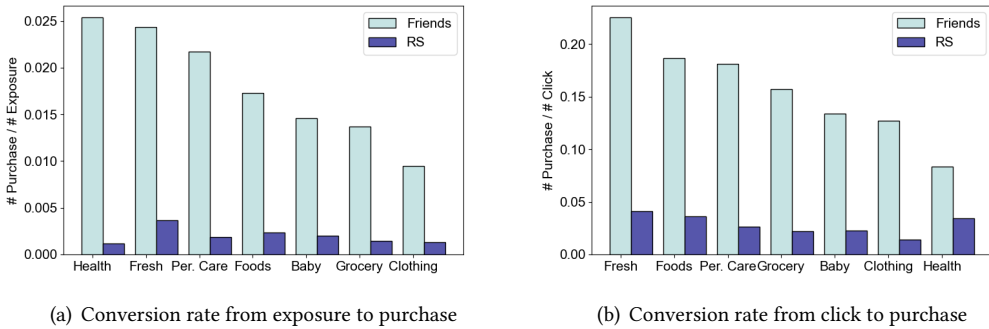 # Purchase / # Exposure
0.025
0.020
0.015
0.010
0.005
0.000
Friends
RS
Health Fresh Per. Care Foods Baby Grocery Clothing
(a) Conversion rate from exposure to purchase
# Purchase / # Click
0.20
0.15
0.10
0.05
0.00
Friends
RS
Fresh Foods Per. Care Grocery Baby Clothing Health
(b) Conversion rate from click to purchase